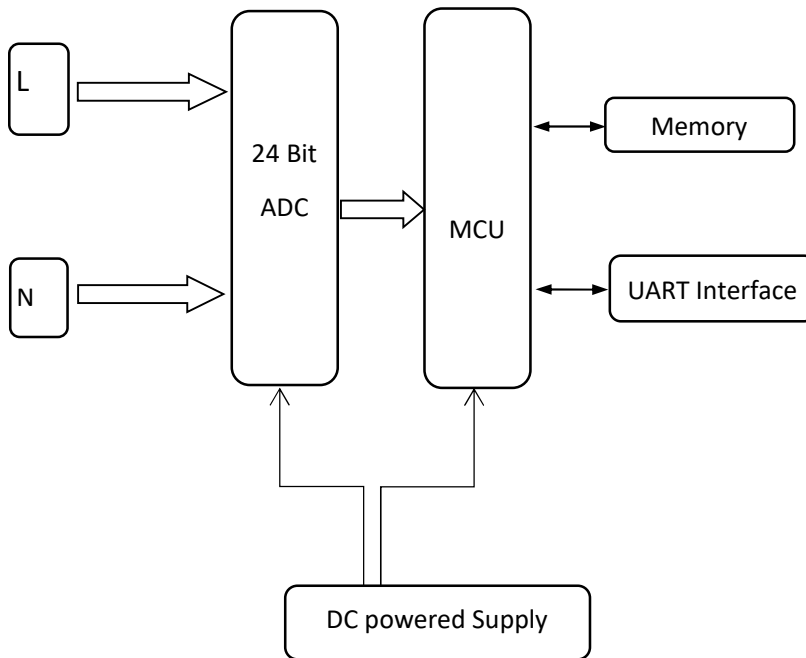 L
24 Bit
ADC
MCU
Memory
N
UART Interface
DC powered Supply